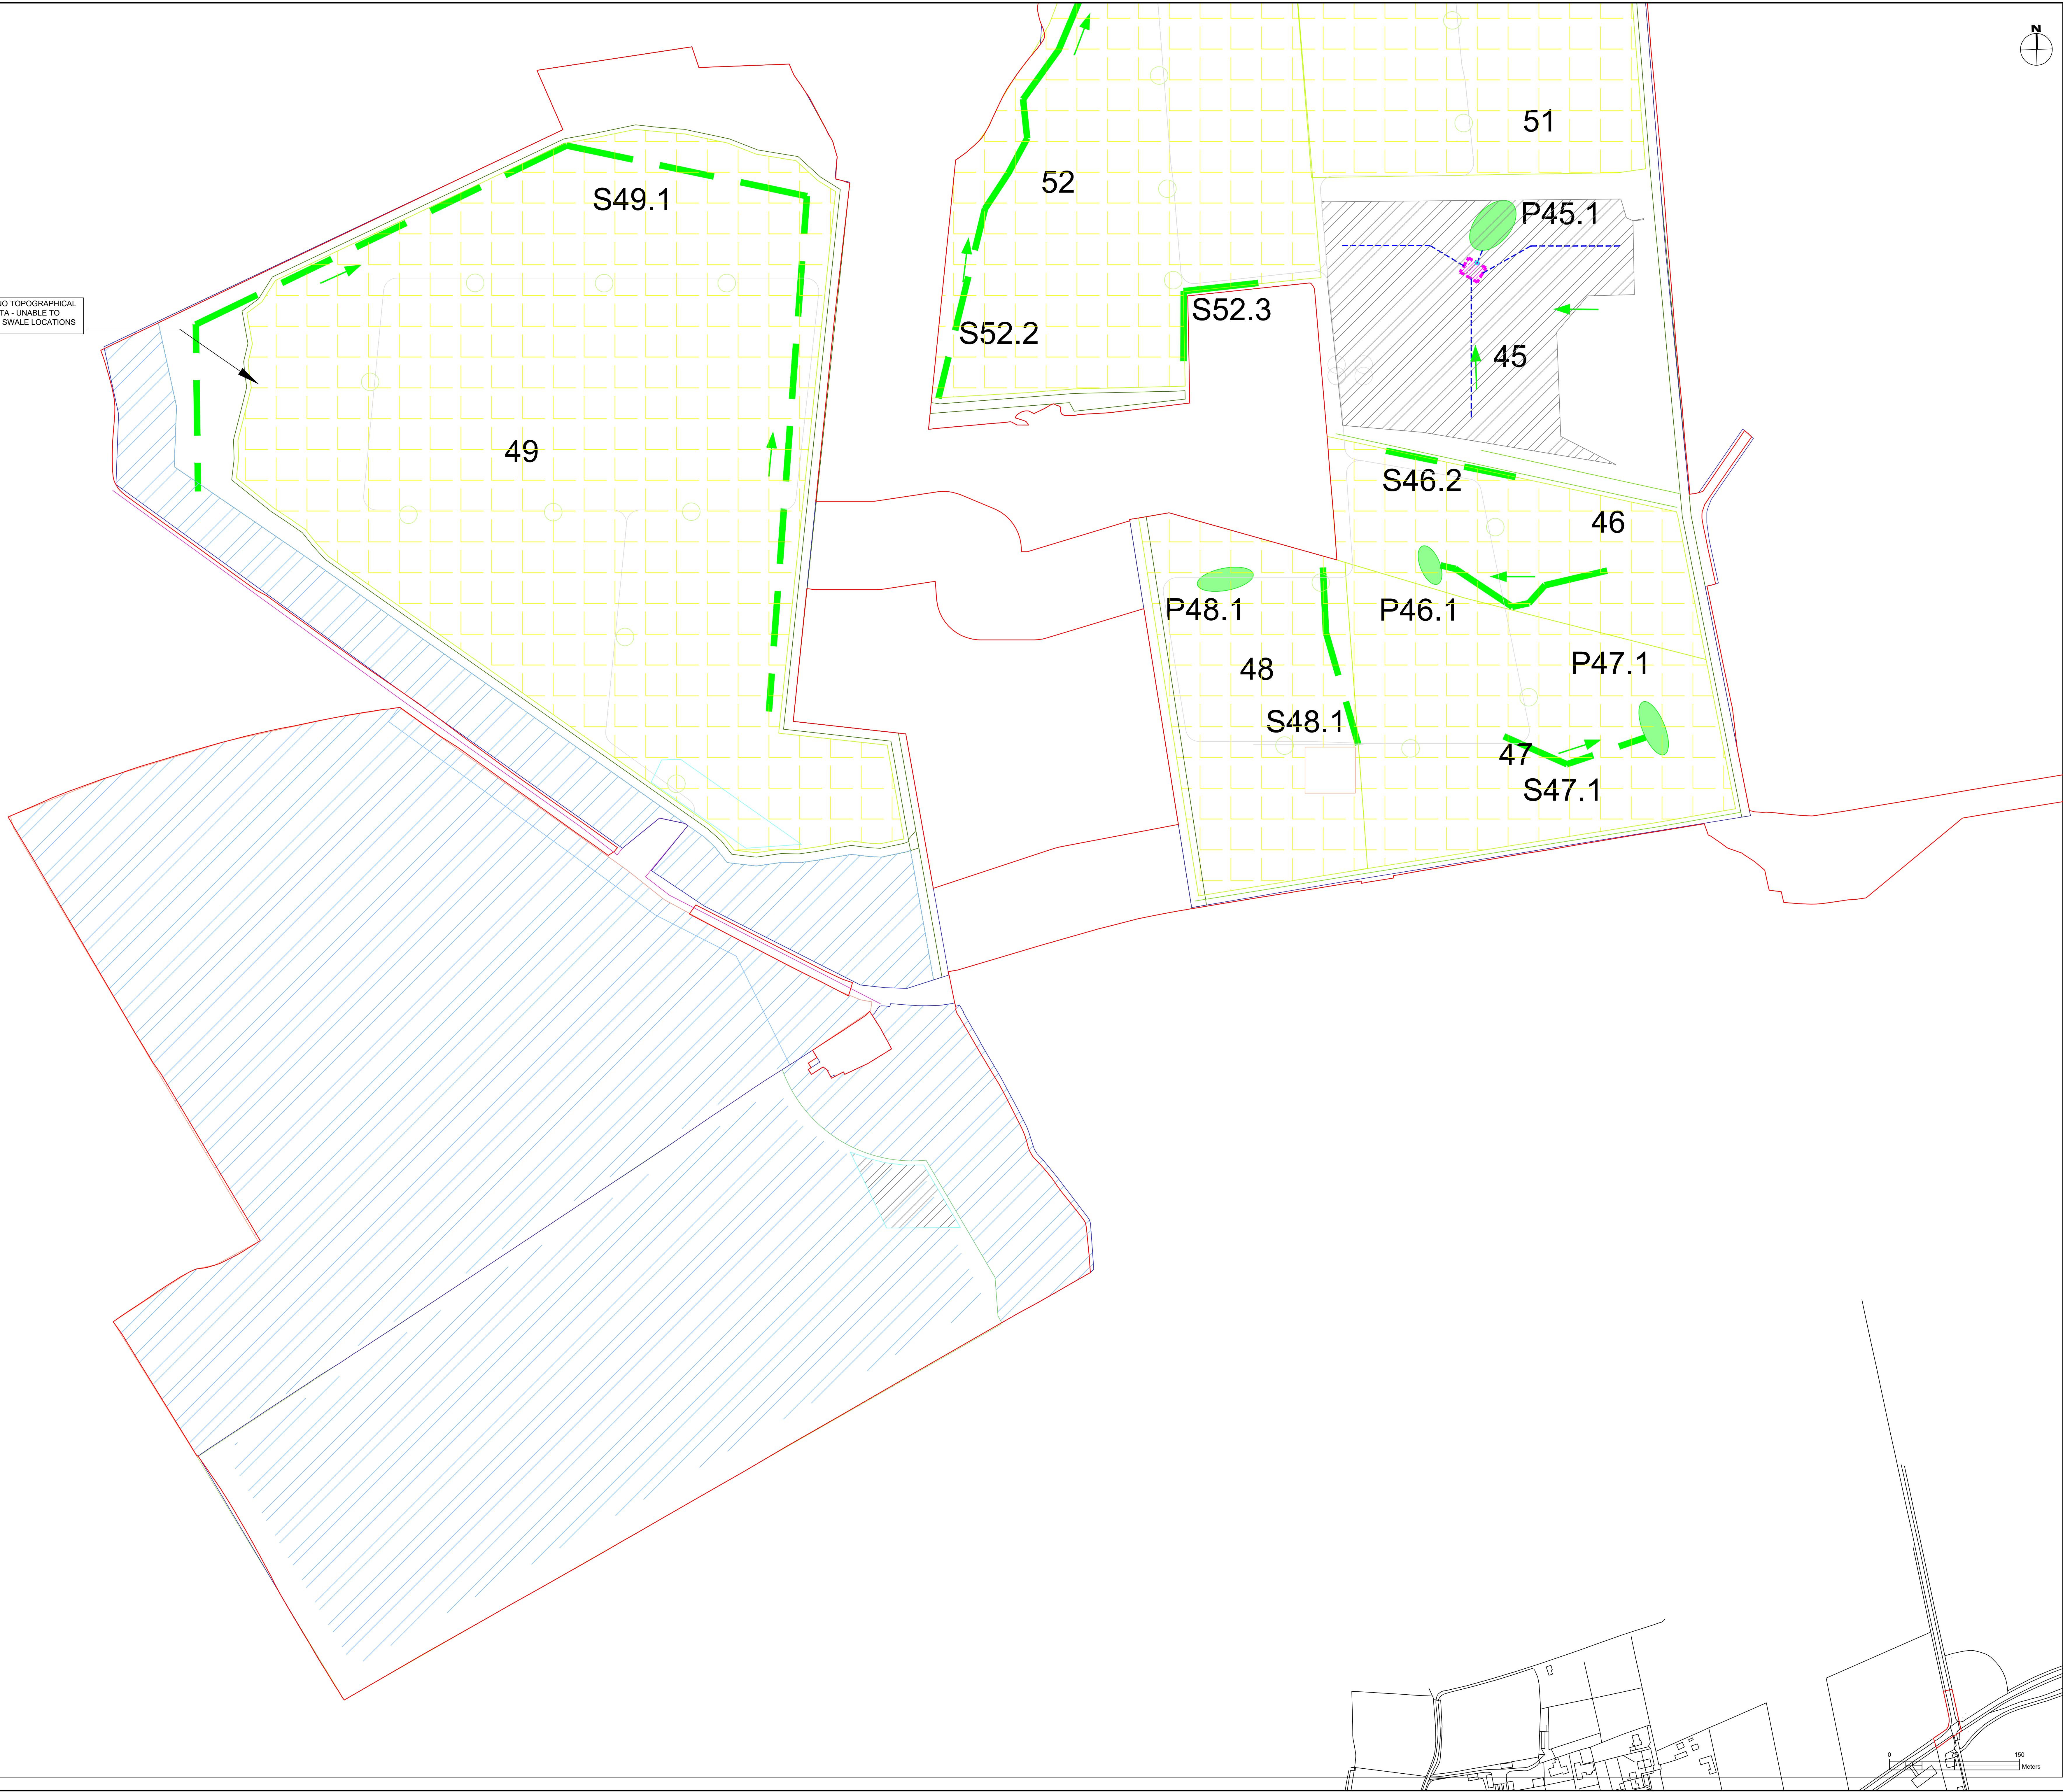 N
51
52
S49.1
P45.1
NO TOPOGRAPHICAL
TA - UNABLE TO
SWALE LOCATIONS
S52.3
S52.2
45
49
S46.2
46
P48.1
P46.1
48
P47.1
S48.1
47
S47.1
0
150
Meters